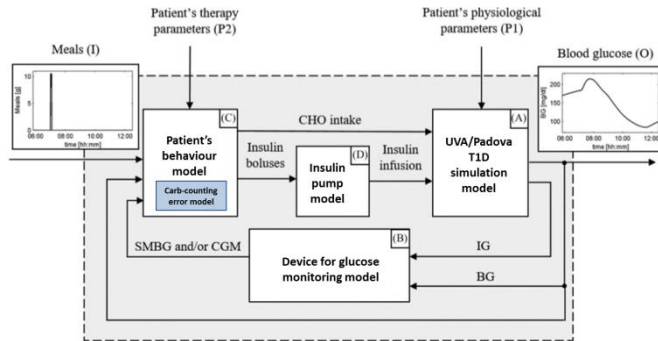 Patient's therapy
parameters (P2)
Patient's physiological
parameters (P1)
Meals (I)
Blood glucose (O)
Meals [g]
10
5
0
06:00 08:00 10:00 12:00
time [hh:mm]
BG [mg/dl]
200
100
0
06:00 08:00 10:00 12:00
time [hh:mm]
(C)
Patient's
behaviour
model
Carb-counting
error model
CHO intake
Insulin
boluses
(D)
Insulin
pump
model
Insulin
infusion
(A)
UVA/Padova
T1D
simulation
model
SMBG and/or CGM
(B)
Device for glucose
monitoring model
IG
BG